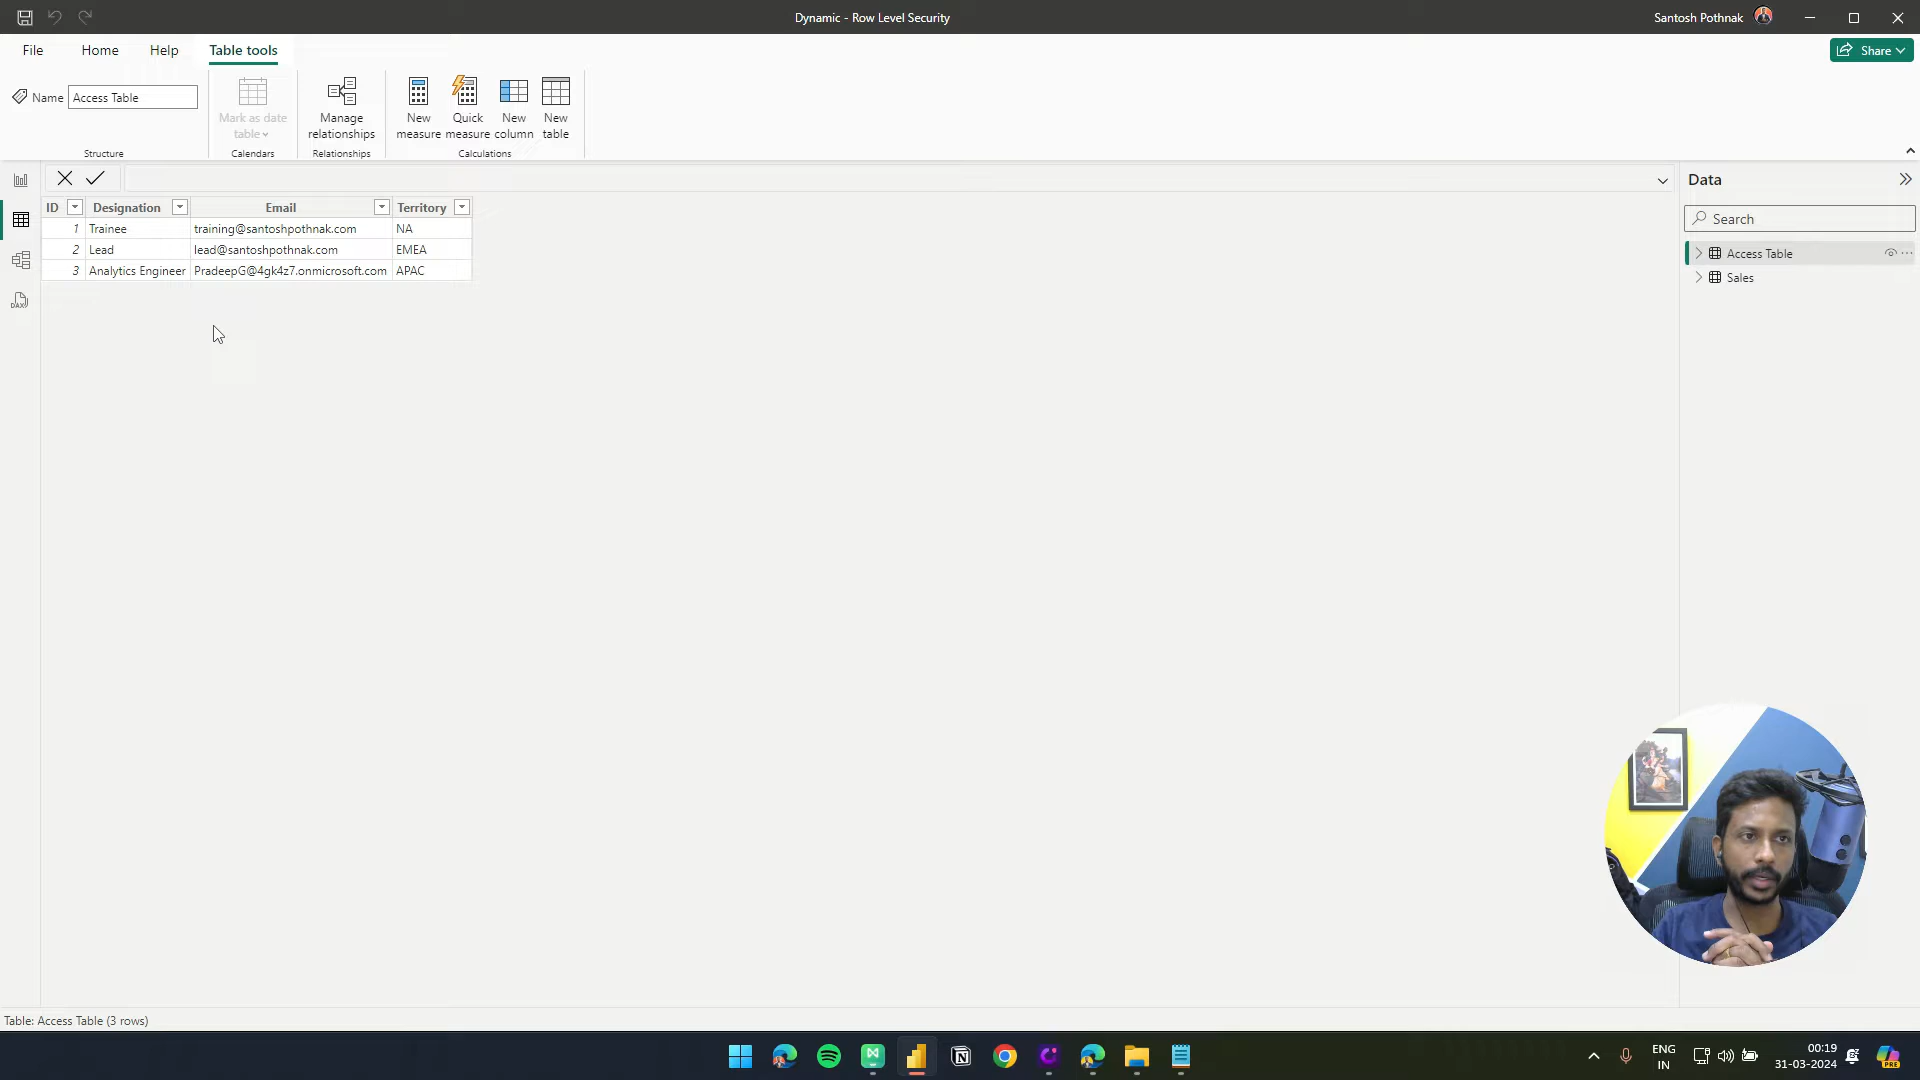 Dynamic - Row Level Security
Santosh Pothnak
File Home Help Table tools
Share
Name Access Table
Mark as date table
Manage relationships
New measure
Quick measure
New column
New table
Structure Calendars Relationships Calculations
Data
Search
Access Table
Sales
ID Designation Email Territory
1 Trainee training@santoshpothnak.com NA
2 Lead lead@santoshpothnak.com EMEA
3 Analytics Engineer PradeepG@4gk4z7.onmicrosoft.com APAC
DAX
Table: Access Table (3 rows)
ENG
IN
00:19
31-03-2024
PRE